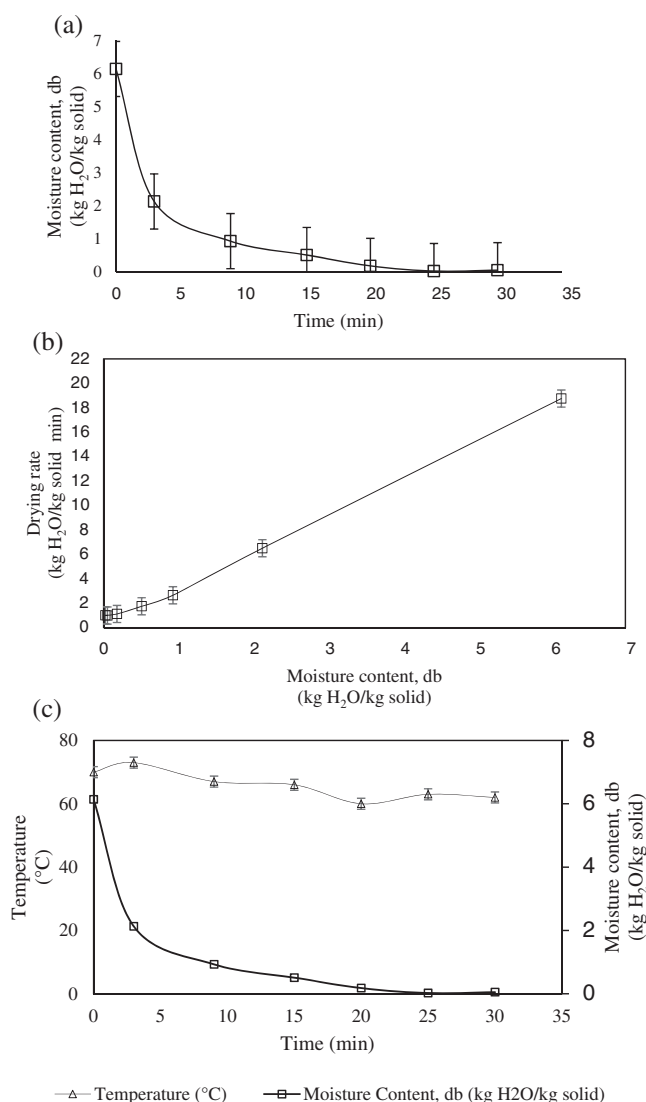 (a)
Moisture content, db
(kg H₂O/kg solid)
7
6
5
4
3
2
1
0
0 5 10 15 20 25 30 35
Time (min)
(b)
Drying rate
(kg H₂O/kg solid min)
22
20
18
16
14
12
10
8
6
4
2
0
0 1 2 3 4 5 6 7
Moisture content, db
(kg H₂O/kg solid)
(c)
Temperature
(°C)
80
60
40
20
0
8
6
4
2
0
Moisture content, db
(kg H₂O/kg solid)
0 5 10 15 20 25 30 35
Time (min)
Temperature (°C) Moisture Content, db (kg H2O/kg solid)